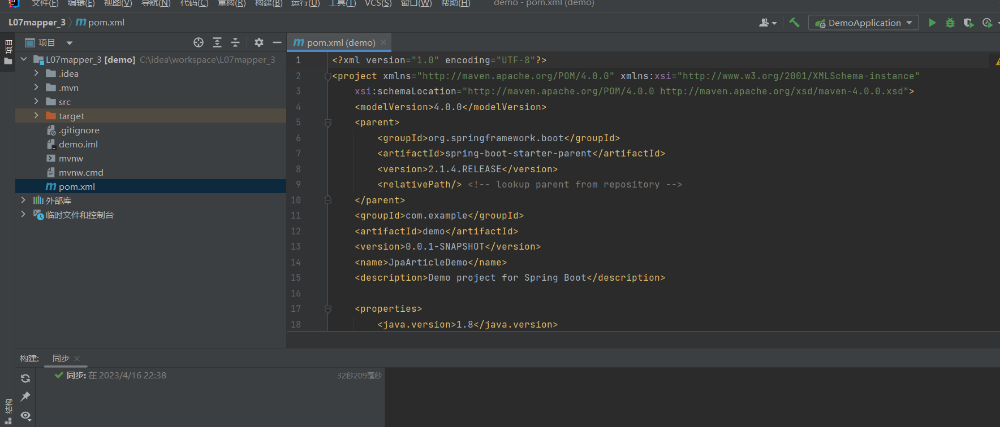 文件(F) 编辑(E) 视图(V) 导航(N) 代码(C) 重构(R) 构建(B) 运行(U) 工具(T) VCS(S) 窗口(W) 帮助(H) demo - pom.xml (demo)
L07mapper_3 m pom.xml DemoApplication
项目
项目
m pom.xml (demo)
L07mapper_3 [demo] C:\idea\workspace\L07mapper_3
.idea
.mvn
src
target
.gitignore
demo.iml
mvnw
mvnw.cmd
m pom.xml
外部库
临时文件和控制台
1 <?xml version="1.0" encoding="UTF-8"?>
2 <project xmlns="http://maven.apache.org/POM/4.0.0" xmlns:xsi="http://www.w3.org/2001/XMLSchema-instance"
3 xsi:schemaLocation="http://maven.apache.org/POM/4.0.0 http://maven.apache.org/xsd/maven-4.0.0.xsd">
4 <modelVersion>4.0.0</modelVersion>
5 <parent>
6 <groupId>org.springframework.boot</groupId>
7 <artifactId>spring-boot-starter-parent</artifactId>
8 <version>2.1.4.RELEASE</version>
9 <relativePath/> <!-- lookup parent from repository -->
10 </parent>
11 <groupId>com.example</groupId>
12 <artifactId>demo</artifactId>
13 <version>0.0.1-SNAPSHOT</version>
14 <name>JpaArticleDemo</name>
15 <description>Demo project for Spring Boot</description>
16
17 <properties>
18 <java.version>1.8</java.version>
构建: 同步
同步: 在 2023/4/16 22:38 32秒209毫秒
结构